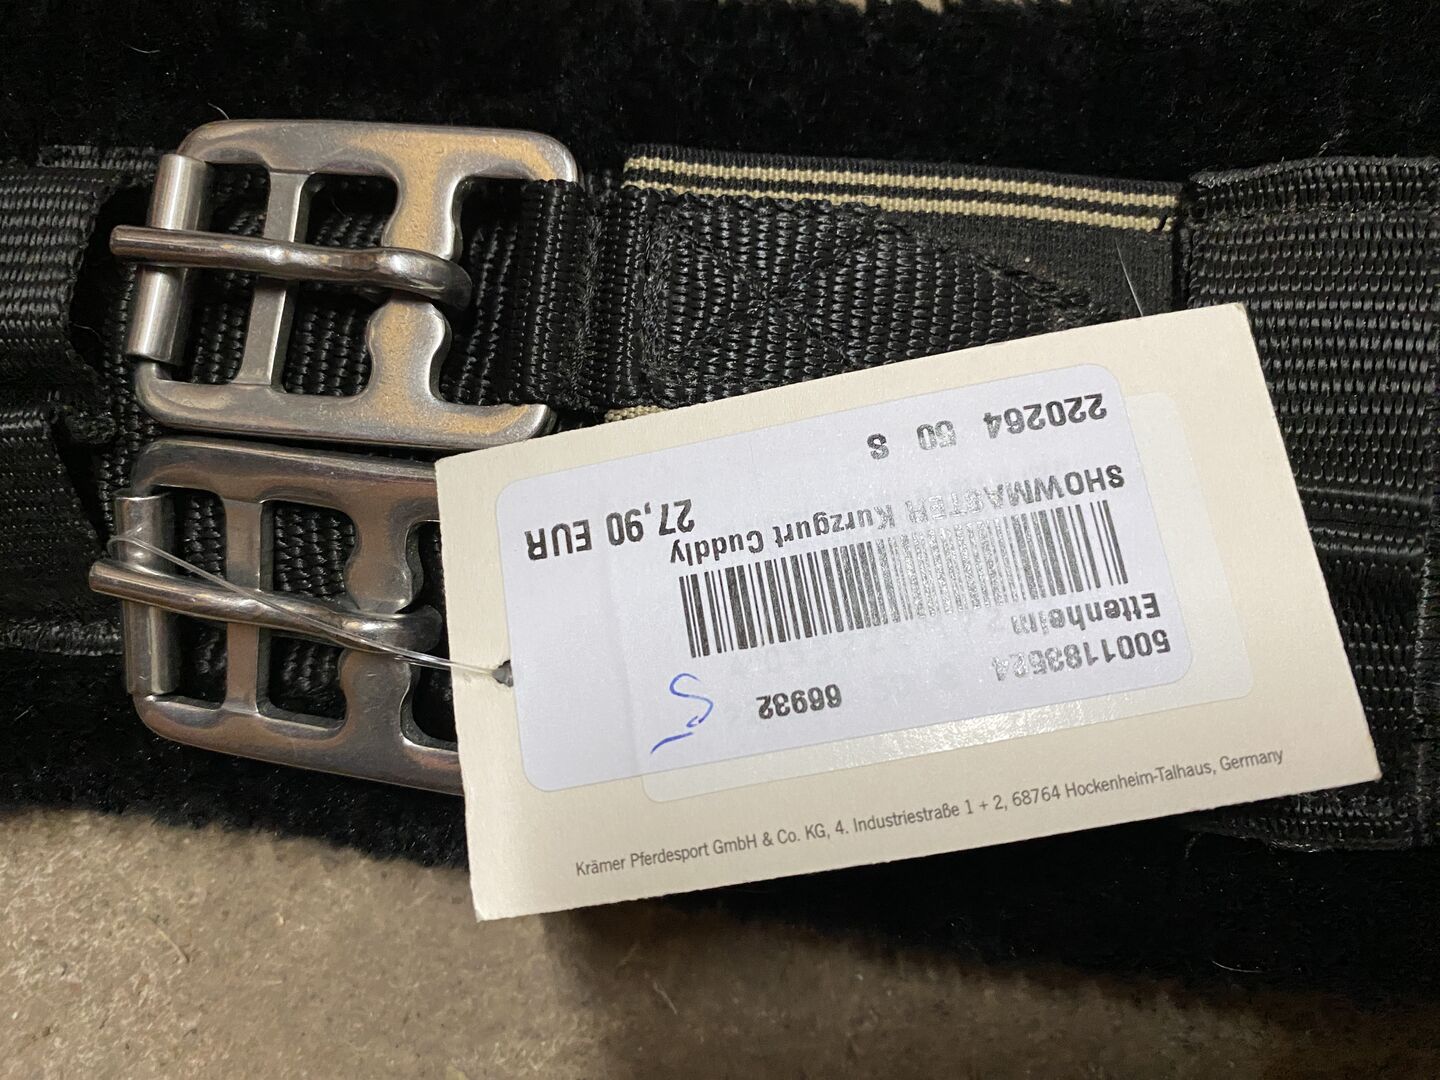 220264 50 S
SHOWMASTER Kurzgurt Cuddly
27,90 EUR
Ettenheim
5001183524
66932
S
Krämer Pferdesport GmbH & Co. KG, 4. Industriestraße 1 + 2, 68764 Hockenheim-Talhaus, Germany